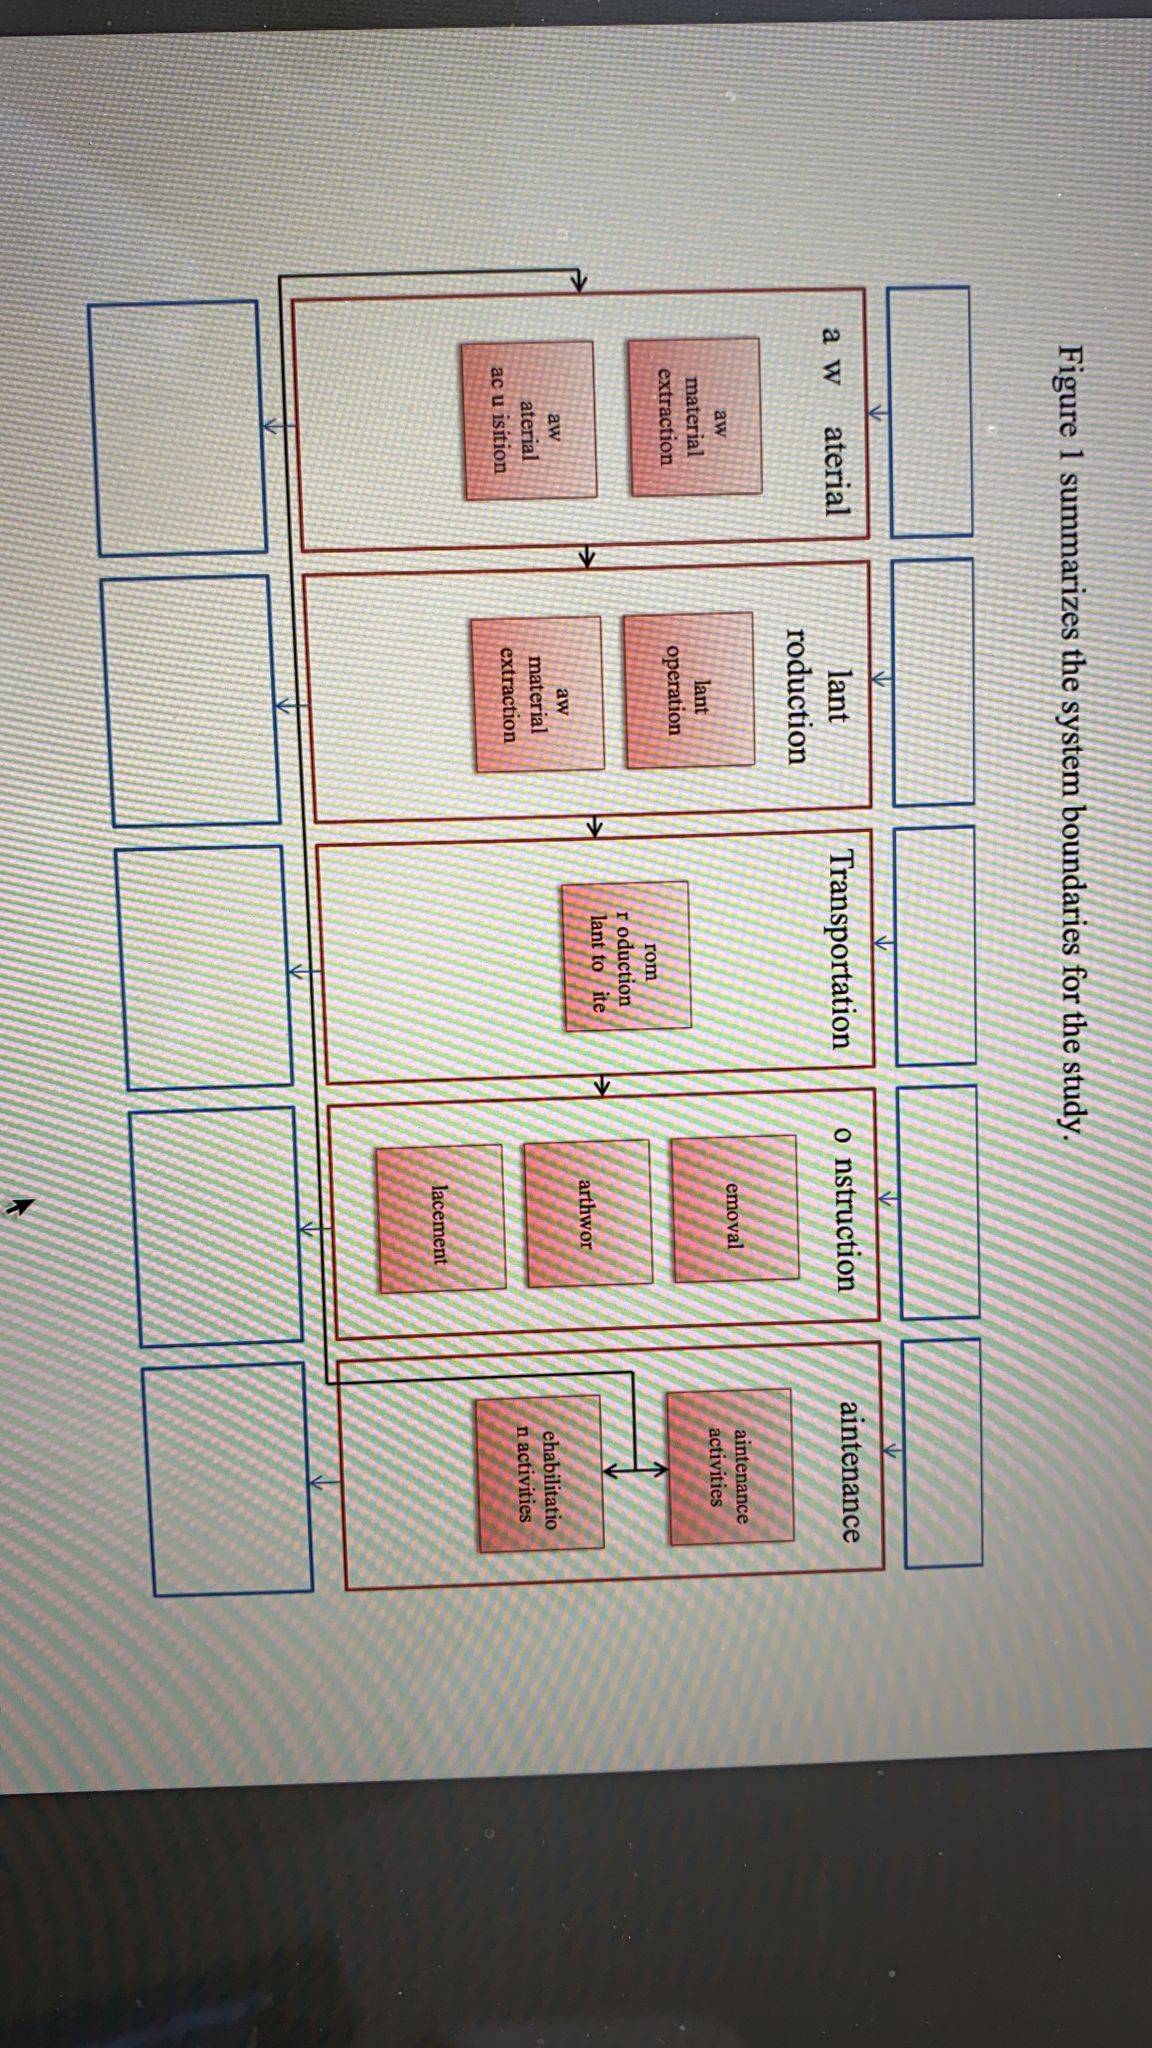 Figure 1 summarizes the system boundaries for the study.
a w aterial
aw
material
extraction
aw
aterial
ac u isition
lant
roduction
lant
operation
aw
material
extraction
Transportation
rom
r oduction
lant to ite
o nstruction
emoval
arthwor
lacement
aintenance
aintenance
activities
ehabilitatio
n activities